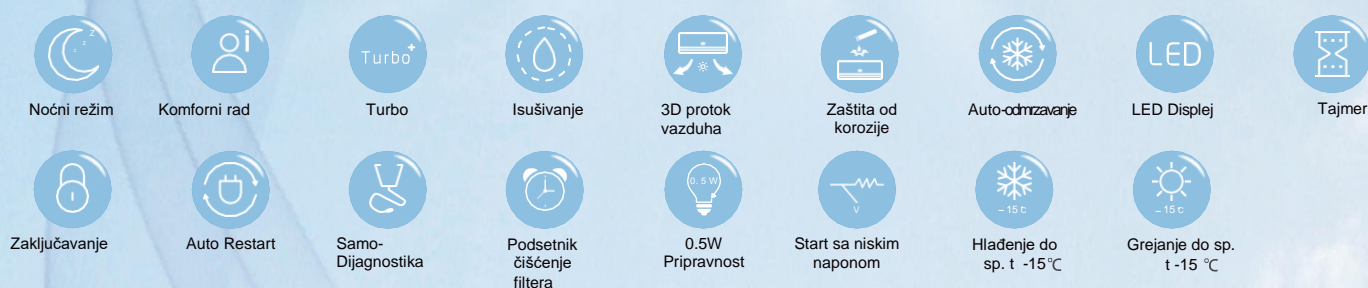 z z z
i
Turbo+
LED
Noćni režim
Komforni rad
Turbo
Isušivanje
3D protok
vazduha
Zaštita od
korozije
Auto-odmrzavanje
LED Displej
Tajmer
0. 5 W
V
–15℃
–15℃
Zaključavanje
Auto Restart
Samo-
Dijagnostika
Podsetnik
čišćenje
filtera
0.5W
Pripravnost
Start sa niskim
naponom
Hlađenje do
sp. t -15℃
Grejanje do sp.
t -15 ℃